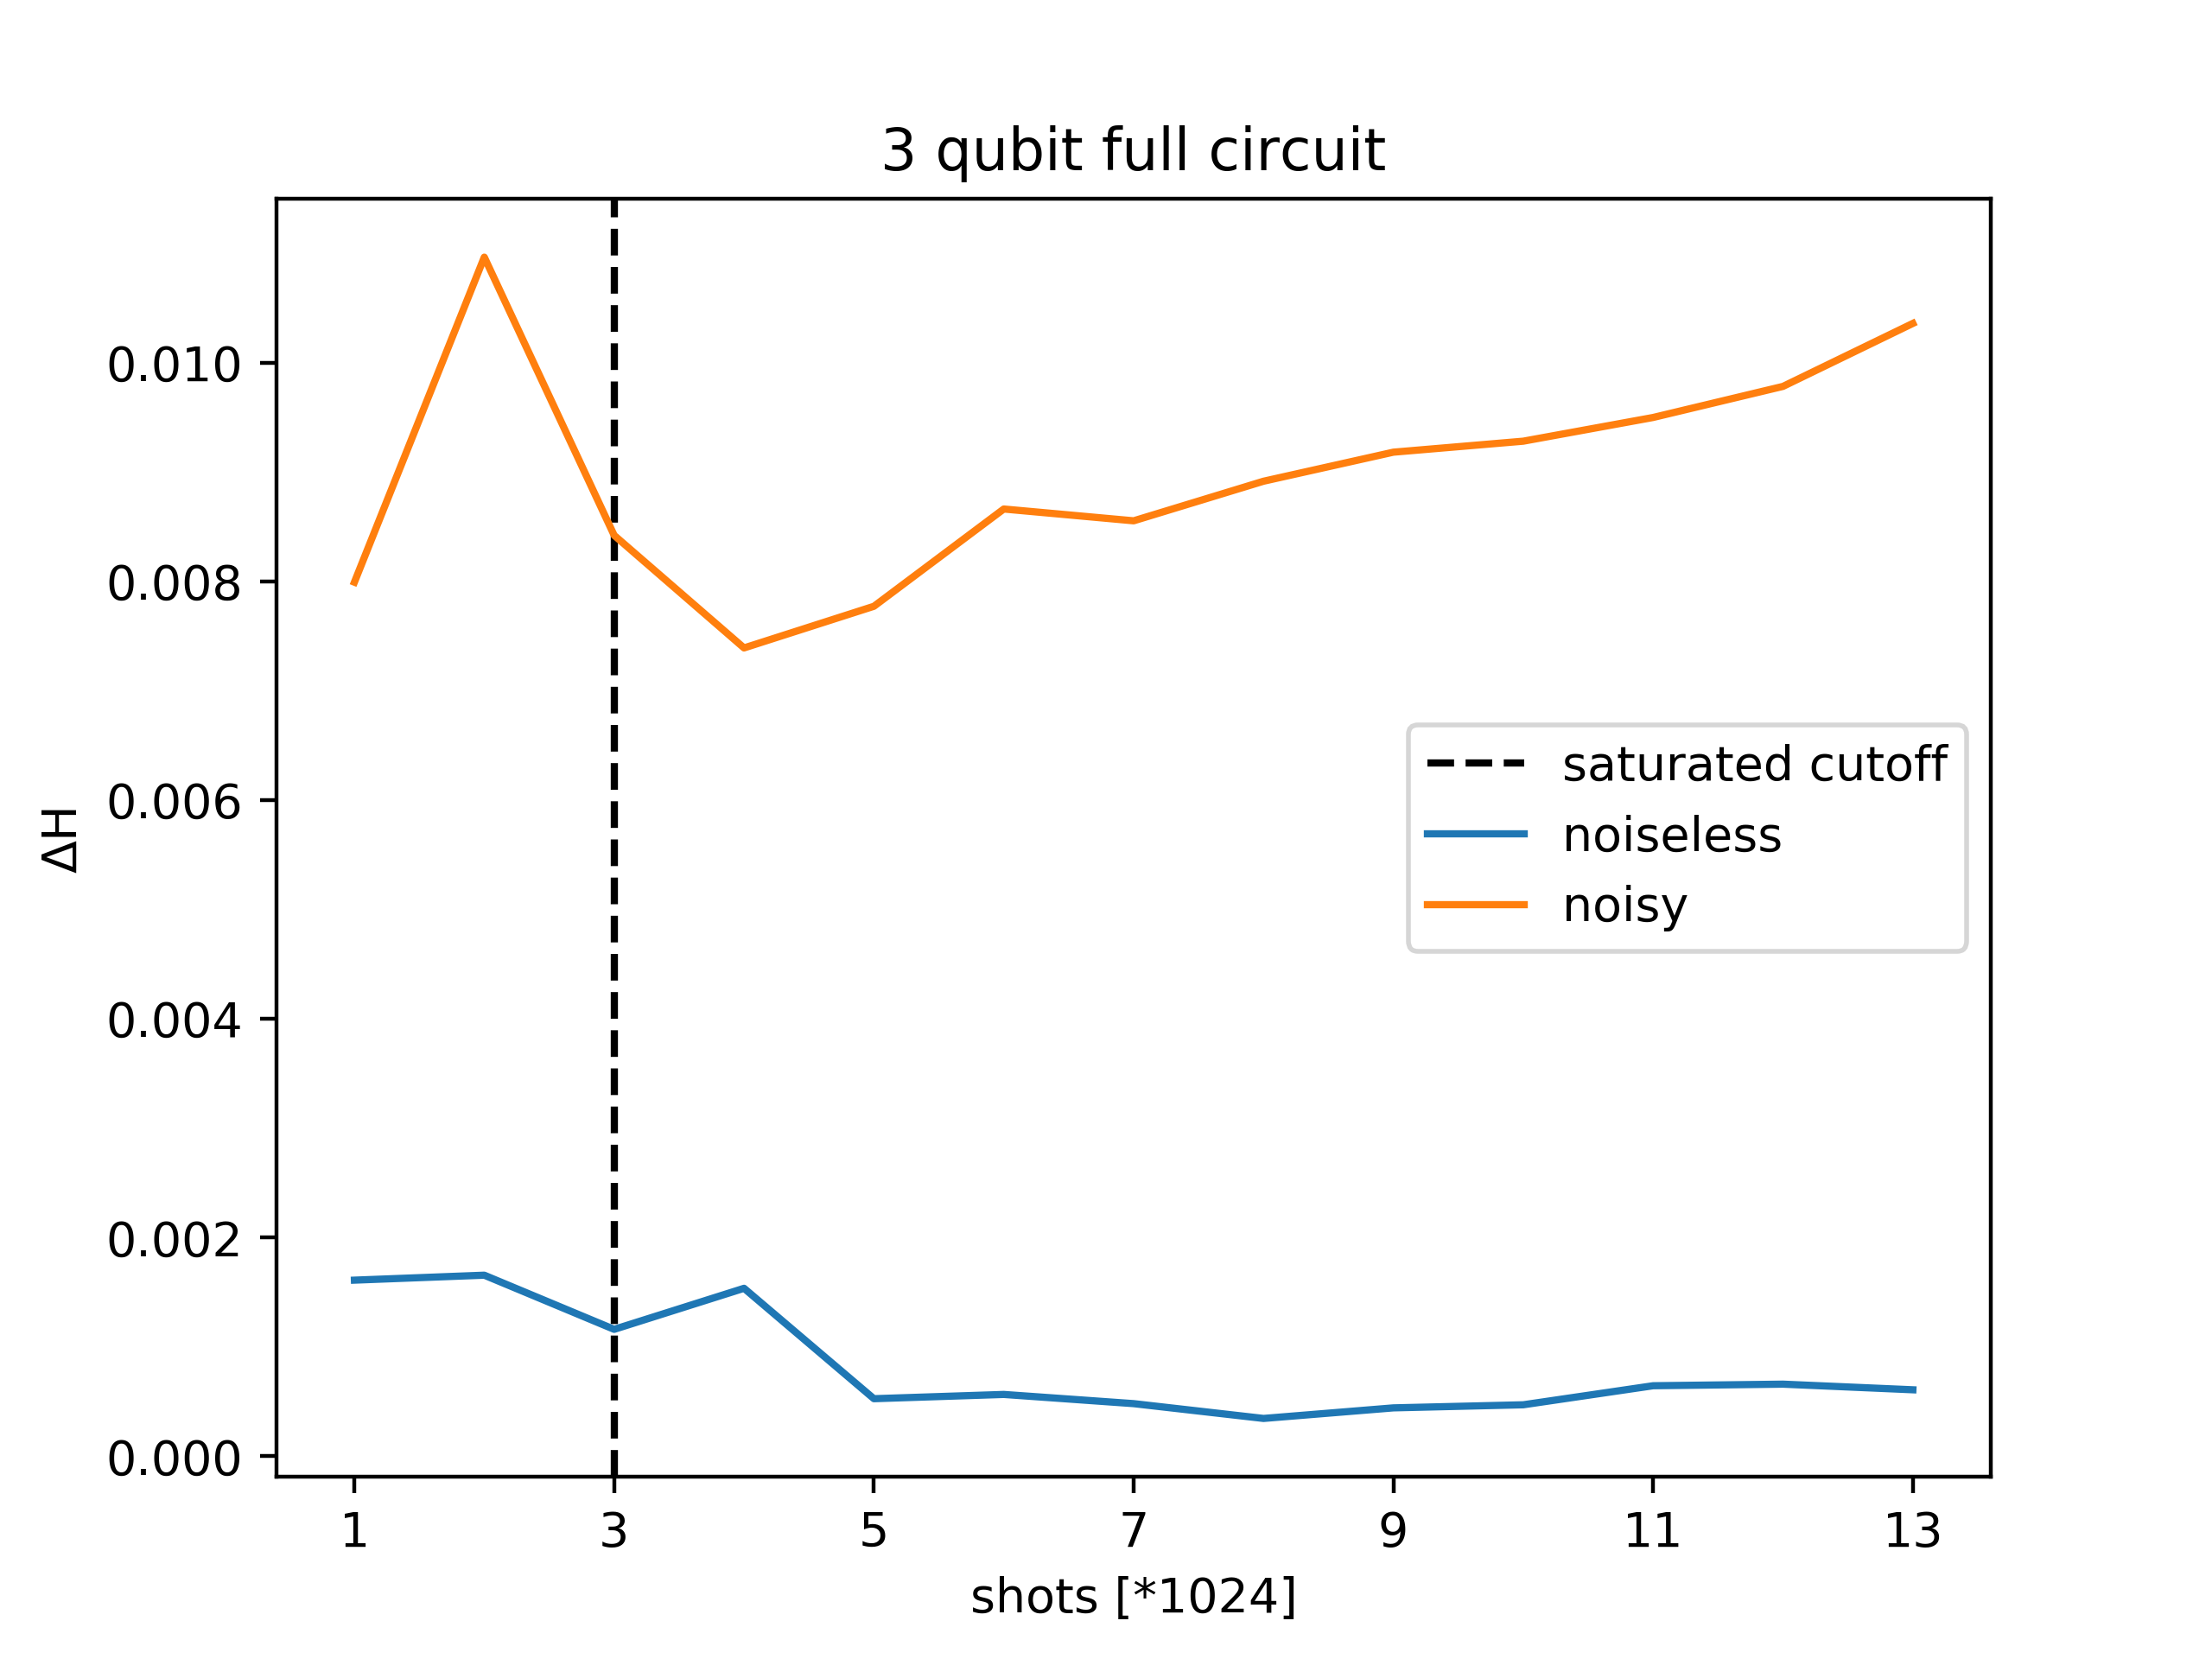 3 qubit full circuit
0.010
0.008
0.006
0.004
0.002
0.000
ΔH
saturated cutoff
noiseless
noisy
1 3 5 7 9 11 13
shots [*1024]